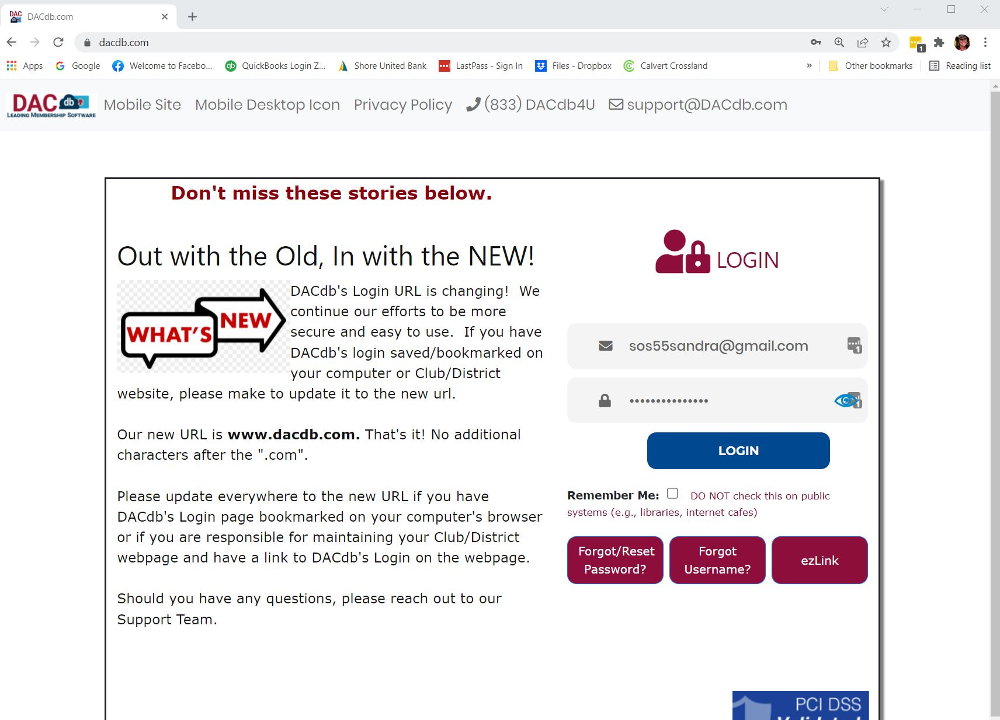 DAC
DACdb.com
dacdb.com
1
Apps
Google
Welcome to Facebo...
qb
QuickBooks Login Z...
Shore United Bank
LastPass - Sign In
Files - Dropbox
Calvert Crossland
»
Other bookmarks
Reading list
DACdb
LEADING MEMBERSHIP SOFTWARE
Mobile Site
Mobile Desktop Icon
Privacy Policy
(833) DACdb4U
support@DACdb.com
Don't miss these stories below.
Out with the Old, In with the NEW!
WHAT'S NEW
DACdb's Login URL is changing!  We
continue our efforts to be more
secure and easy to use.  If you have
DACdb's login saved/bookmarked on
your computer or Club/District
website, please make to update it to the new url.
Our new URL is www.dacdb.com. That's it! No additional
characters after the ".com".
Please update everywhere to the new URL if you have
DACdb's Login page bookmarked on your computer's browser
or if you are responsible for maintaining your Club/District
webpage and have a link to DACdb's Login on the webpage.
Should you have any questions, please reach out to our
Support Team.
LOGIN
sos55sandra@gmail.com
1
•••••••••••••••
1
LOGIN
Remember Me: DO NOT check this on public
systems (e.g., libraries, internet cafes)
Forgot/Reset
Password?
Forgot
Username?
ezLink
PCI DSS